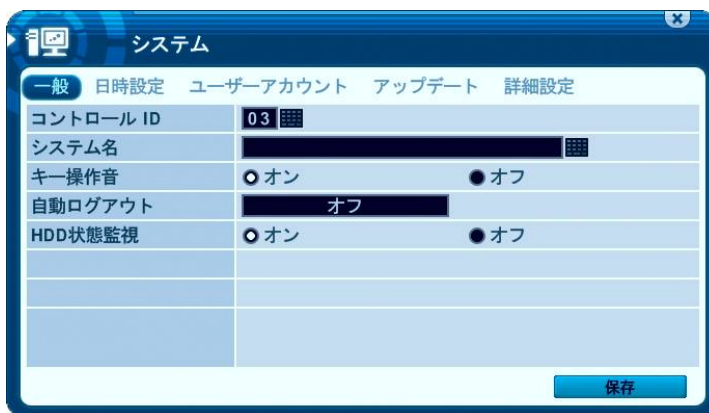 システム
一般 日時設定 ユーザーアカウント アップデート 詳細設定
コントロール ID 03
システム名
キー操作音 オン オフ
自動ログアウト オフ
HDD状態監視 オン オフ
保存